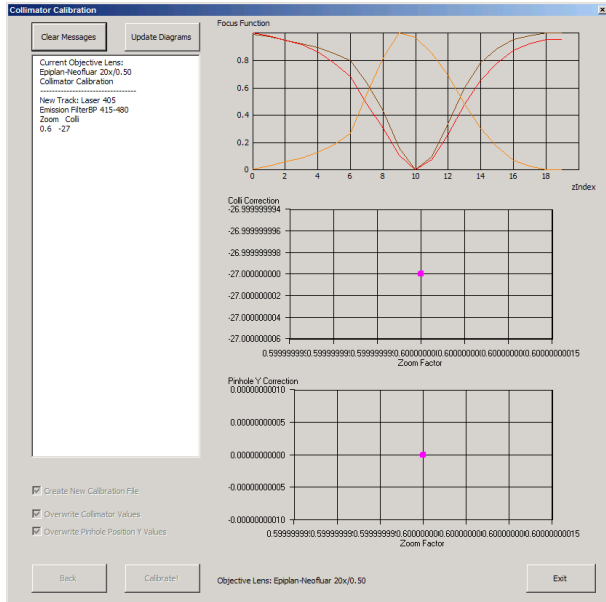 Collimator Calibration
Clear Messages
Update Diagrams
Current Objective Lens:
Epiplan-Neofluar 20x/0.50
Collimator Calibration
--------------------------------
New Track: Laser 405
Emission FilterBP 415-480
Zoom Colli
0.6 -27
Focus Function
0.8
0.6
0.4
0.2
0
0 2 4 6 8 10 12 14 16 18
zIndex
Colli Correction
-26.999999994
-26.999999996
-26.999999998
-27.000000000
-27.000000002
-27.000000004
-27.000000006
0.60000000015
Zoom Factor
Pinhole Y Correction
0.00000000010
0.00000000005
0.00000000000
-0.00000000005
-0.00000000010
0.60000000015
Zoom Factor
Create New Calibration File
Overwrite Collimator Values
Overwrite Pinhole Position Y Values
Back
Calibrate!
Objective Lens: Epiplan-Neofluar 20x/0.50
Exit